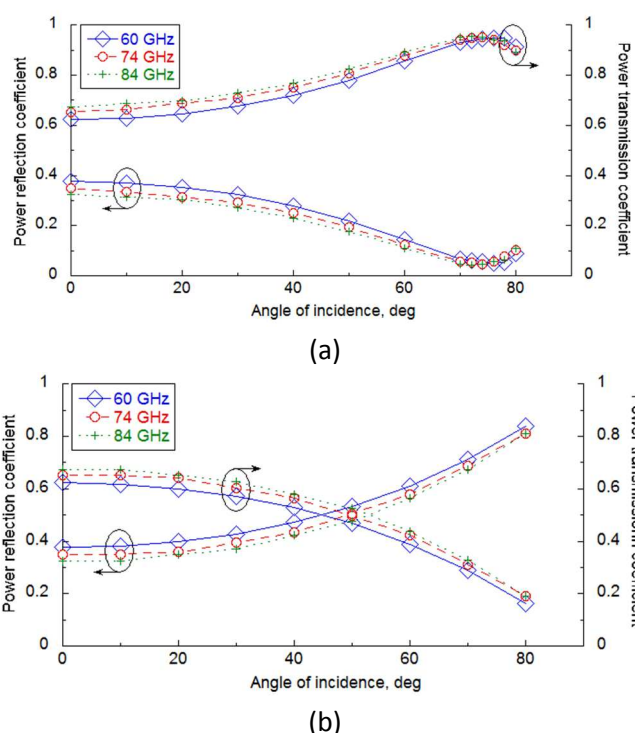 60 GHz
74 GHz
84 GHz
Power reflection coefficient
Power transmission
coefficient
1
0.8
0.6
0.4
0.2
0
1
0.8
0.6
0.4
0.2
0
0 20 40 60 80
Angle of incidence, deg
(a)
60 GHz
74 GHz
84 GHz
Power reflection coefficient
1
0.8
0.6
0.4
0.2
0
1
0.8
0.6
0.4
0.2
0
0 20 40 60 80
Angle of incidence, deg
(b)